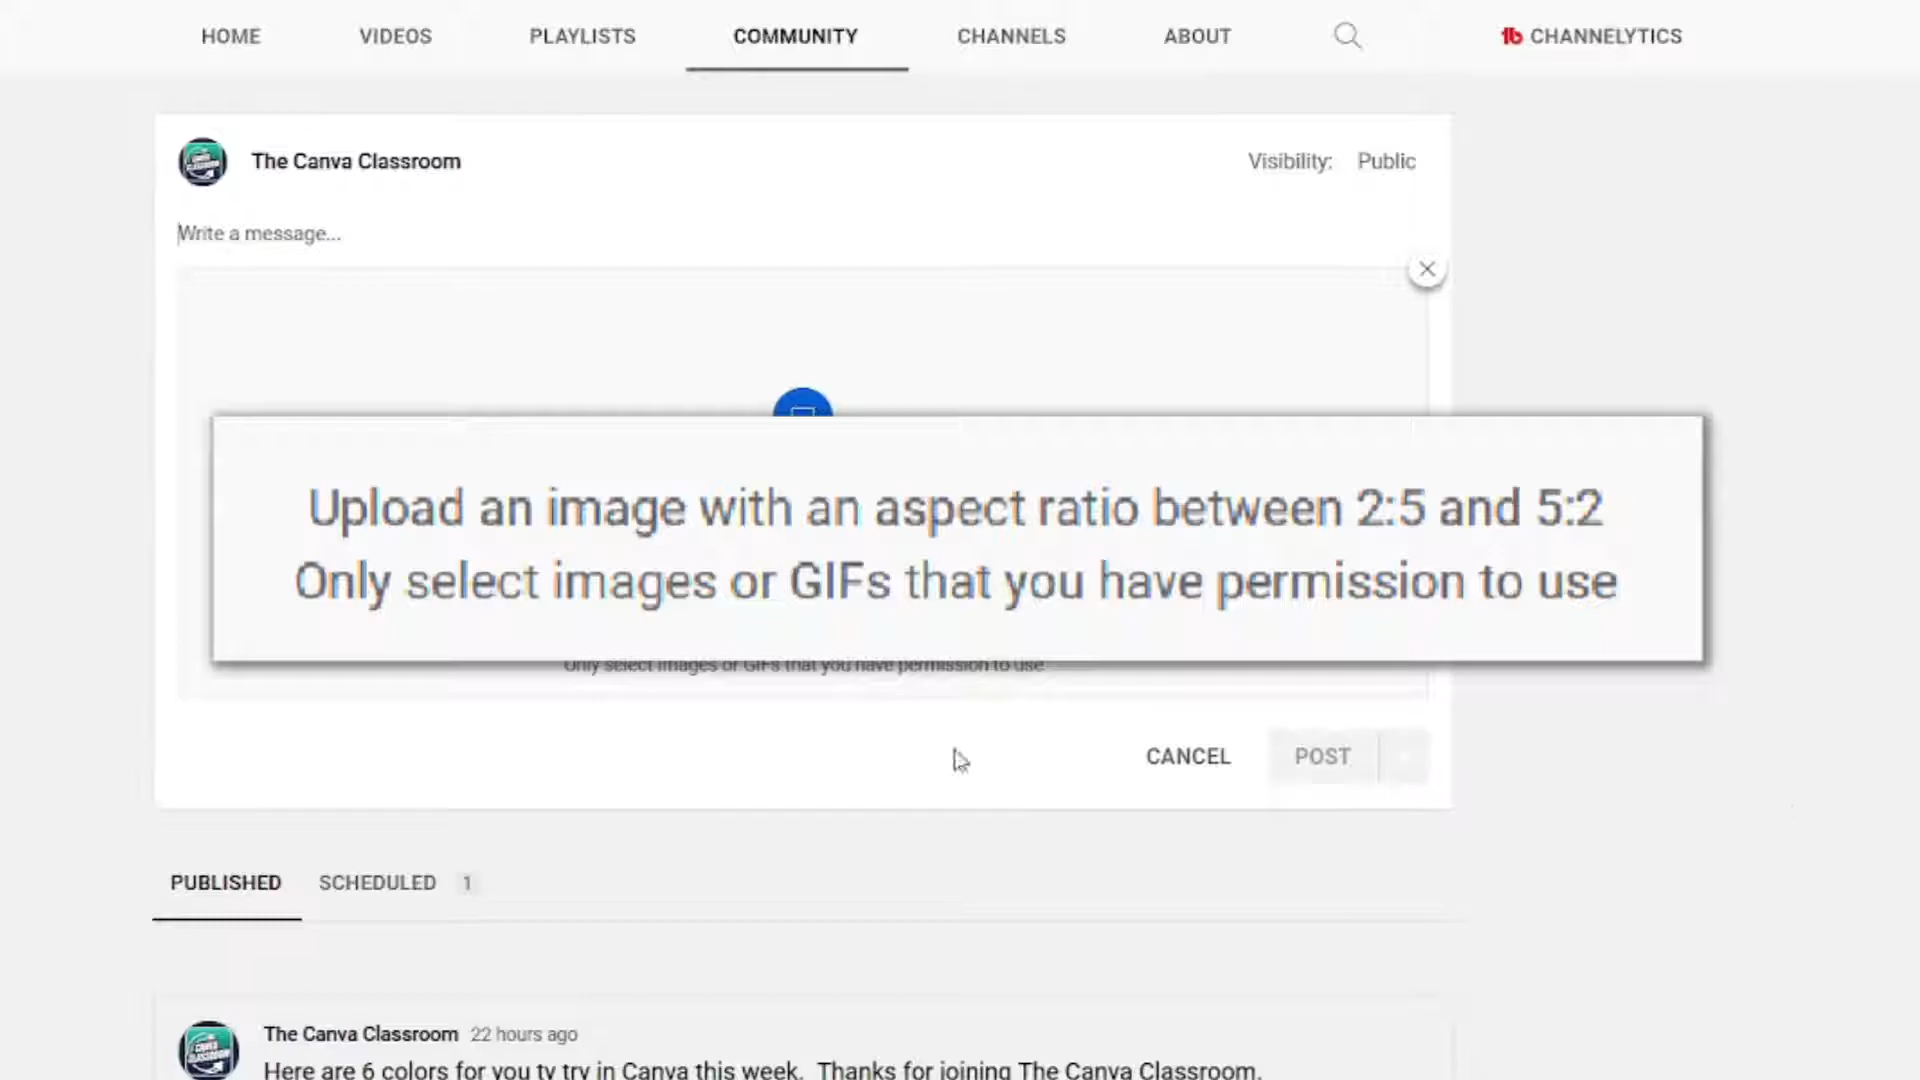 HOME VIDEOS PLAYLISTS COMMUNITY CHANNELS ABOUT CHANNELYTICS
The Canva Classroom Visibility: Public
Write a message...
Upload an image with an aspect ratio between 2:5 and 5:2
Only select images or GIFs that you have permission to use
Only select images or GIFs that you have permission to use
CANCEL POST
PUBLISHED SCHEDULED 1
The Canva Classroom 22 hours ago
Here are 6 colors for you ty try in Canva this week. Thanks for joining The Canva Classroom.